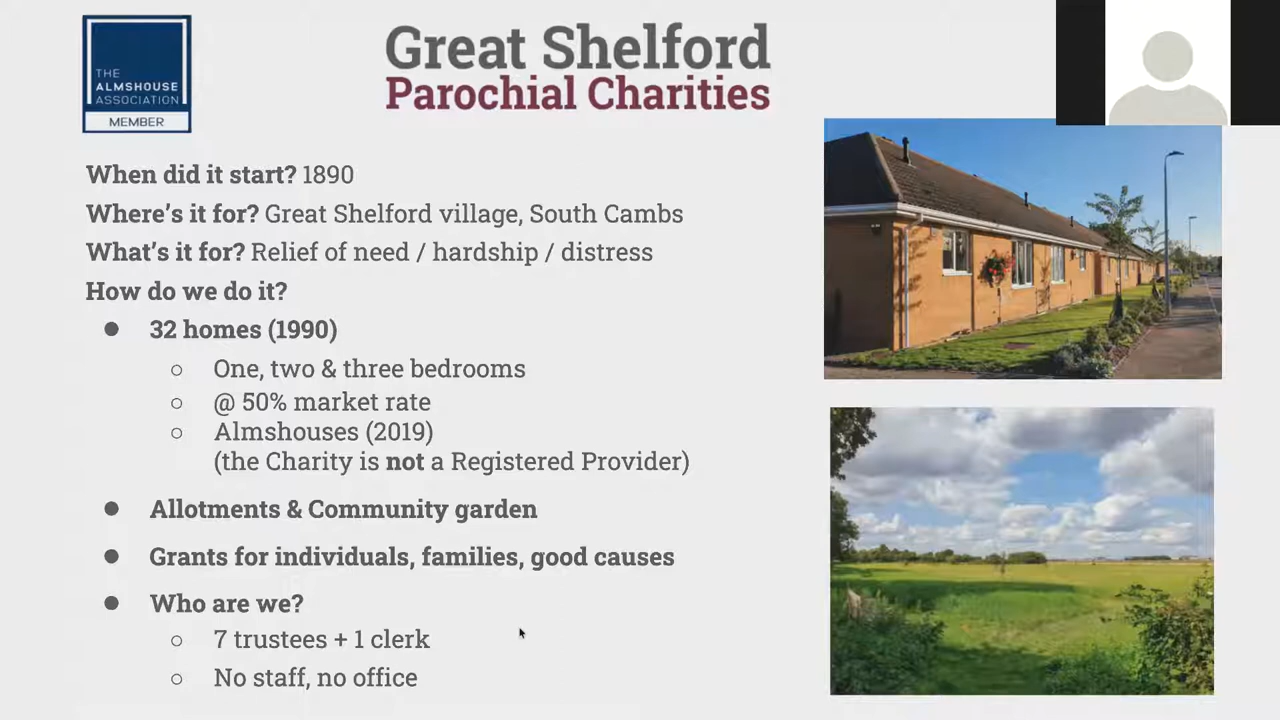 THE
ALMSHOUSE
ASSOCIATION
MEMBER
Great Shelford
Parochial Charities
When did it start? 1890
Where's it for? Great Shelford village, South Cambs
What's it for? Relief of need / hardship / distress
How do we do it?
● 32 homes (1990)
○ One, two & three bedrooms
○ @ 50% market rate
○ Almshouses (2019)
(the Charity is not a Registered Provider)
● Allotments & Community garden
● Grants for individuals, families, good causes
● Who are we?
○ 7 trustees + 1 clerk
○ No staff, no office